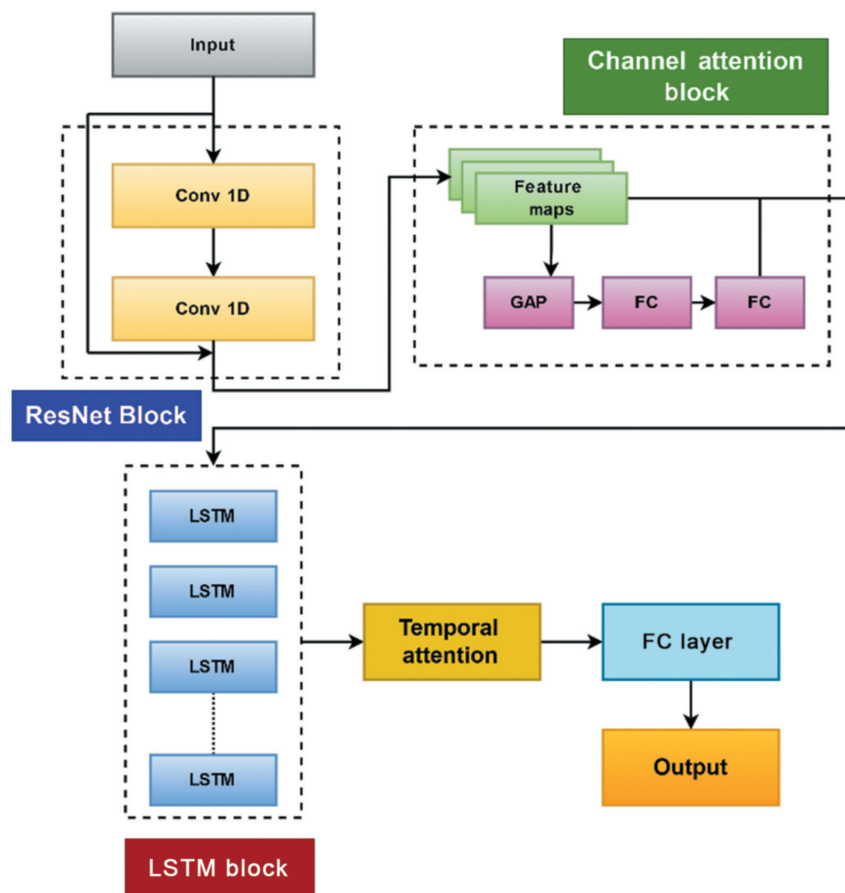 Input
Channel attention
block
Conv 1D
Feature
maps
Conv 1D
GAP
FC
FC
ResNet Block
LSTM
LSTM
LSTM
LSTM
Temporal
attention
FC layer
Output
LSTM block